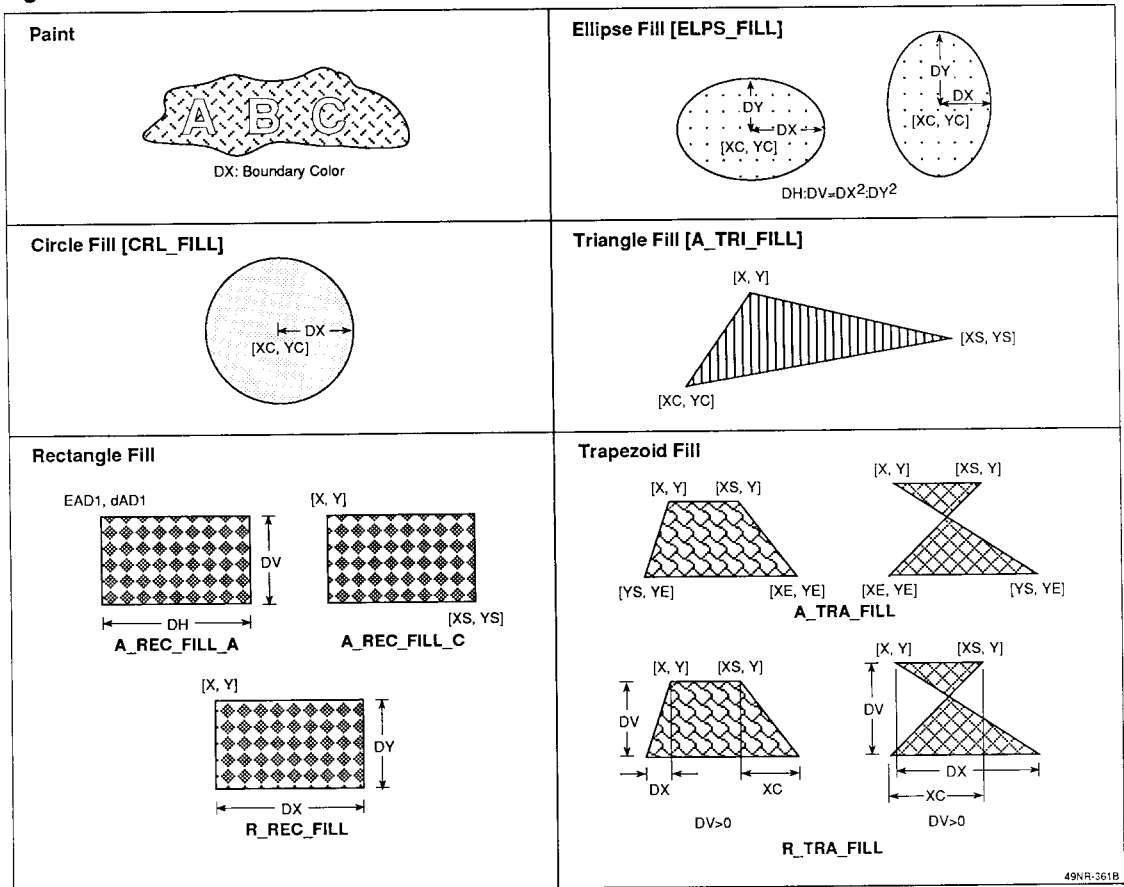 Paint
A B C
DX: Boundary Color
Ellipse Fill [ELPS_FILL]
DY
DX
[XC, YC]
DY
DX
[XC, YC]
DH:DV=DX²:DY²
Circle Fill [CRL_FILL]
DX
[XC, YC]
Triangle Fill [A_TRI_FILL]
[X, Y]
[XS, YS]
[XC, YC]
Rectangle Fill
EAD1, dAD1
DV
DH
A_REC_FILL_A
[X, Y]
[XS, YS]
A_REC_FILL_C
[X, Y]
DY
DX
R_REC_FILL
Trapezoid Fill
[X, Y] [XS, Y]
[YS, YE] [XE, YE]
[X, Y] [XS, Y]
[XE, YE] [YS, YE]
A_TRA_FILL
[X, Y] [XS, Y]
DV
DX XC
DV>0
[X, Y] [XS, Y]
DV
DX
XC
DV>0
R_TRA_FILL
49NR-361B